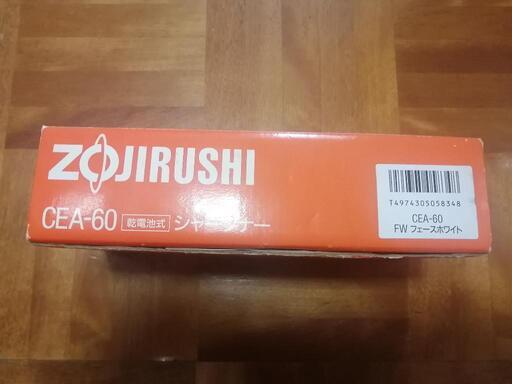 ZOJIRUSHI
CEA-60 乾電池式 シャープナー
T4974305058348
CEA-60
FW フェースホワイト